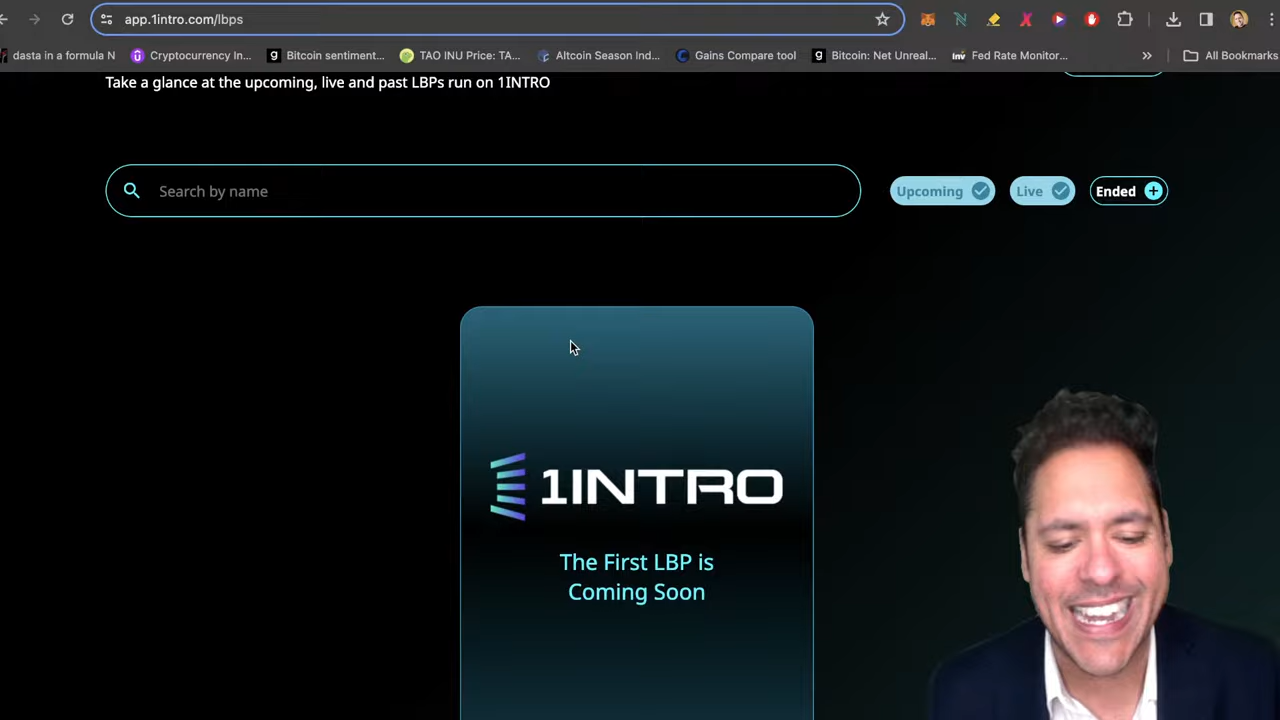 app.1intro.com/lbps
dasta in a formula N
Cryptocurrency In...
Bitcoin sentiment...
TAO INU Price: TA...
Altcoin Season Ind...
Gains Compare tool
Bitcoin: Net Unreal...
Fed Rate Monitor...
»
All Bookmarks
Take a glance at the upcoming, live and past LBPs run on 1INTRO
Search by name
Upcoming
Live
Ended
1INTRO
The First LBP is
Coming Soon